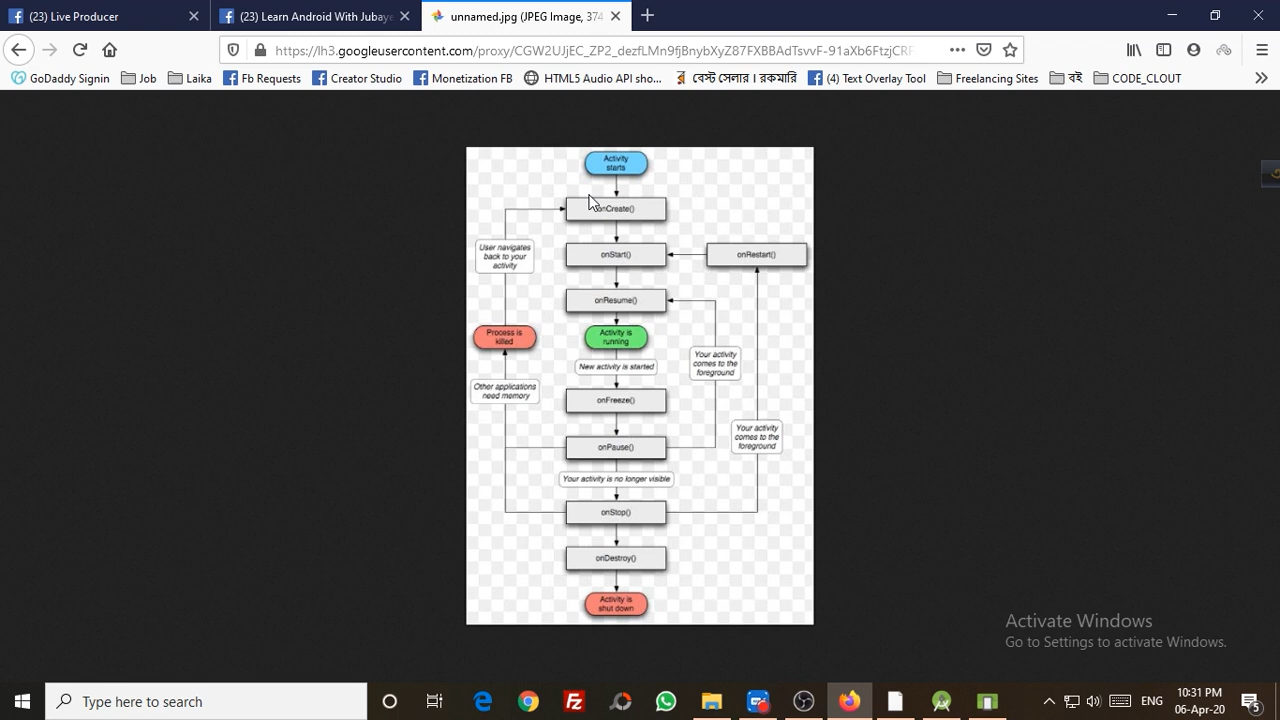 (23) Live Producer
(23) Learn Android With Jubaye
unnamed.jpg (JPEG Image, 374
https://lh3.googleusercontent.com/proxy/CGW2UJjEC_ZP2_dezfLMn9fjBnybXyZ87FXBBAdTsvvF-91aXb6FtzjCRF
GoDaddy Signin
Job
Laika
Fb Requests
Creator Studio
Monetization FB
HTML5 Audio API sho...
বেস্ট সেলার । রকমারি
(4) Text Overlay Tool
Freelancing Sites
বই
CODE_CLOUT
Activity
starts
onCreate()
User navigates
back to your
activity
onStart()
onRestart()
onResume()
Process is
killed
Activity is
running
New activity is started
Your activity
comes to the
foreground
Other applications
need memory
onFreeze()
Your activity
comes to the
foreground
onPause()
Your activity is no longer visible
onStop()
onDestroy()
Activity is
shut down
Activate Windows
Go to Settings to activate Windows.
Type here to search
ENG
10:31 PM
06-Apr-20
5